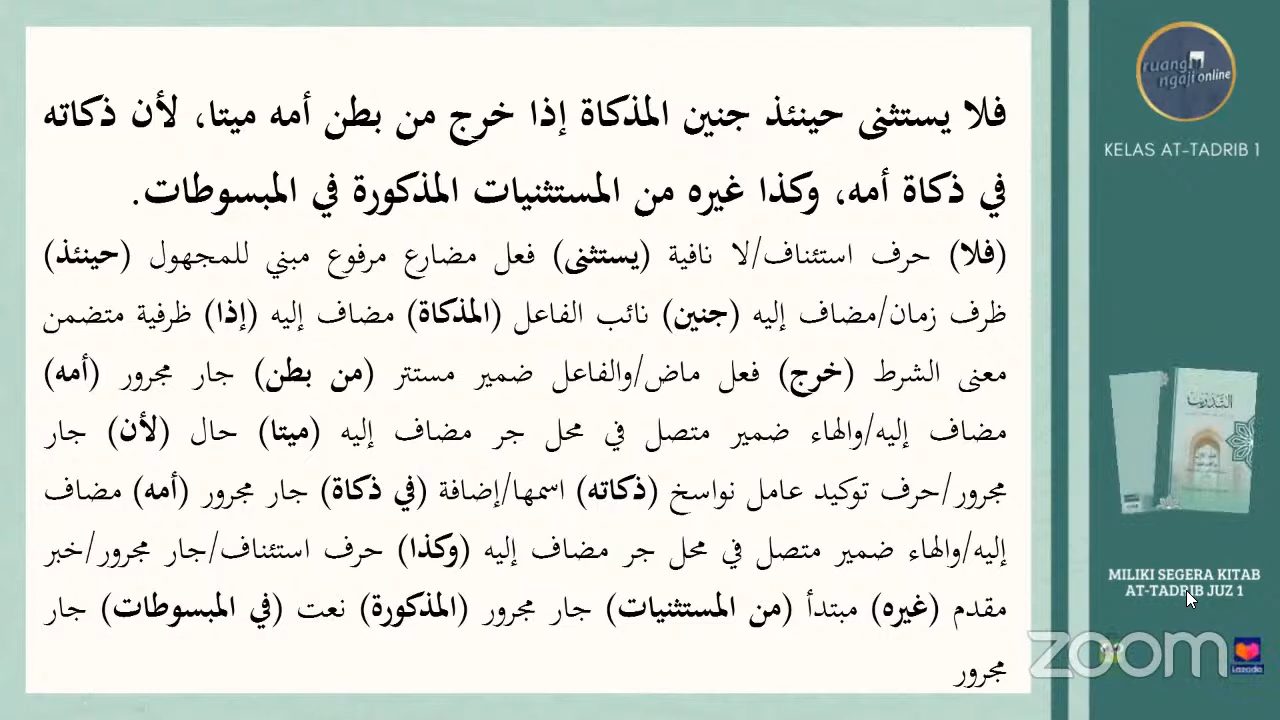 فلا يستثنى حينئذ جنين المذكاة إذا خرج من بطن أمه ميتا، لأن ذكاته
في ذكاة أمه، وكذا غيره من المستثنيات المذكورة في المبسوطات.
(فلا) حرف استئناف/لا نافية (يستثنى) فعل مضارع مرفوع مبني للمجهول (حينئذ)
ظرف زمان/مضاف إليه (جنين) نائب الفاعل (المذكاة) مضاف إليه (إذا) ظرفية متضمن
معنى الشرط (خرج) فعل ماض/والفاعل ضمير مستتر (من بطن) جار مجرور (أمه)
مضاف إليه/والهاء ضمير متصل في محل جر مضاف إليه (ميتا) حال (لأن) جار
مجرور/حرف توكيد عامل نواسخ (ذكاته) اسمها/إضافة (في ذكاة) جار مجرور (أمه) مضاف
إليه/والهاء ضمير متصل في محل جر مضاف إليه (وكذا) حرف استئناف/جار مجرور/خبر
مقدم (غيره) مبتدأ (من المستثنيات) جار مجرور (المذكورة) نعت (في المبسوطات) جار
مجرور
ruang
ngaji online
KELAS AT-TADRIB 1
التدريب
MILIKI SEGERA KITAB
AT-TADRIB JUZ 1
zoom
Lazada